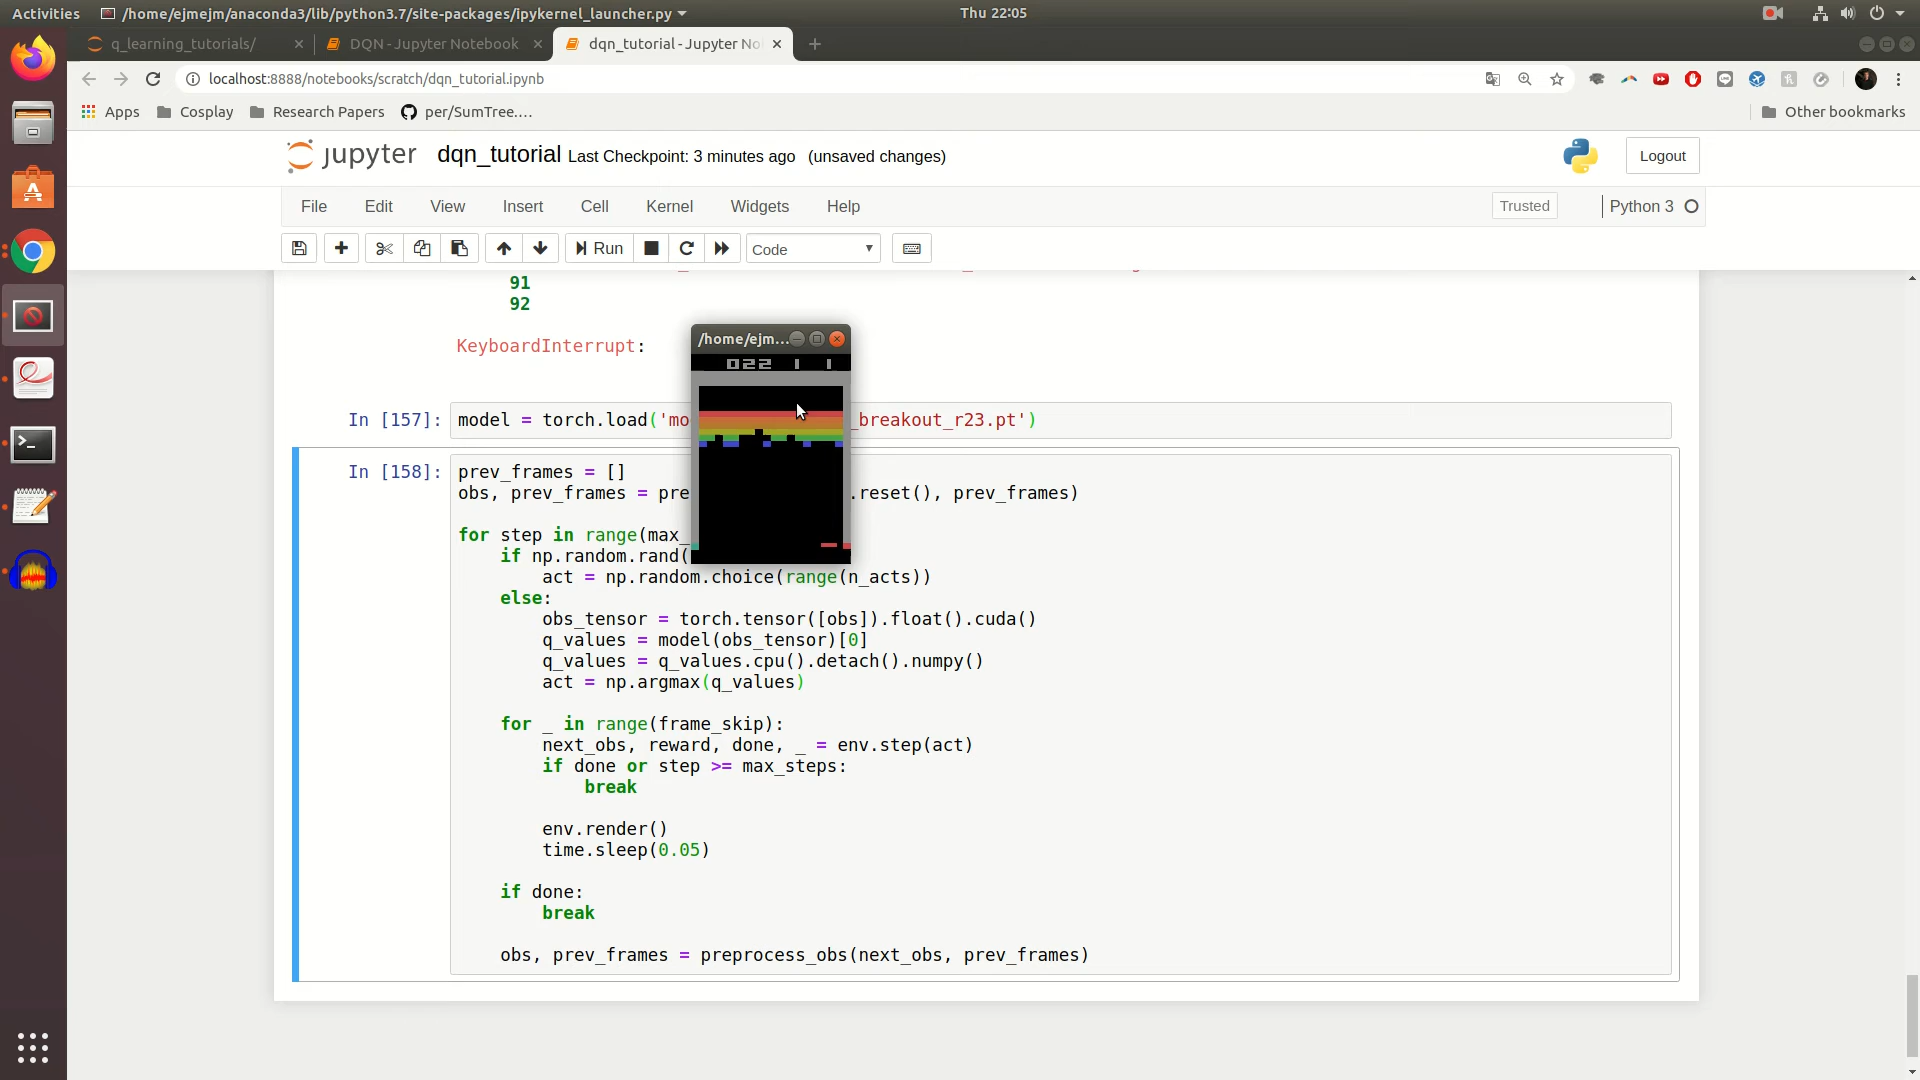 Activities
/home/ejmejm/anaconda3/lib/python3.7/site-packages/ipykernel_launcher.py
Thu 22:05
q_learning_tutorials/
DQN - Jupyter Notebook
dqn_tutorial - Jupyter No
localhost:8888/notebooks/scratch/dqn_tutorial.ipynb
Apps
Cosplay
Research Papers
per/SumTree....
Other bookmarks
jupyter
dqn_tutorial Last Checkpoint: 3 minutes ago (unsaved changes)
Logout
File Edit View Insert Cell Kernel Widgets Help
Trusted
Python 3
Run
Code
91
92
KeyboardInterrupt:
/home/ejm...
022 1 1
In [157]: model = torch.load('mo _breakout_r23.pt')
In [158]: prev_frames = []
obs, prev_frames = pre .reset(), prev_frames)
for step in range(max_
if np.random.rand(
act = np.random.choice(range(n_acts))
else:
obs_tensor = torch.tensor([obs]).float().cuda()
q_values = model(obs_tensor)[0]
q_values = q_values.cpu().detach().numpy()
act = np.argmax(q_values)
for _ in range(frame_skip):
next_obs, reward, done, _ = env.step(act)
if done or step >= max_steps:
break
env.render()
time.sleep(0.05)
if done:
break
obs, prev_frames = preprocess_obs(next_obs, prev_frames)